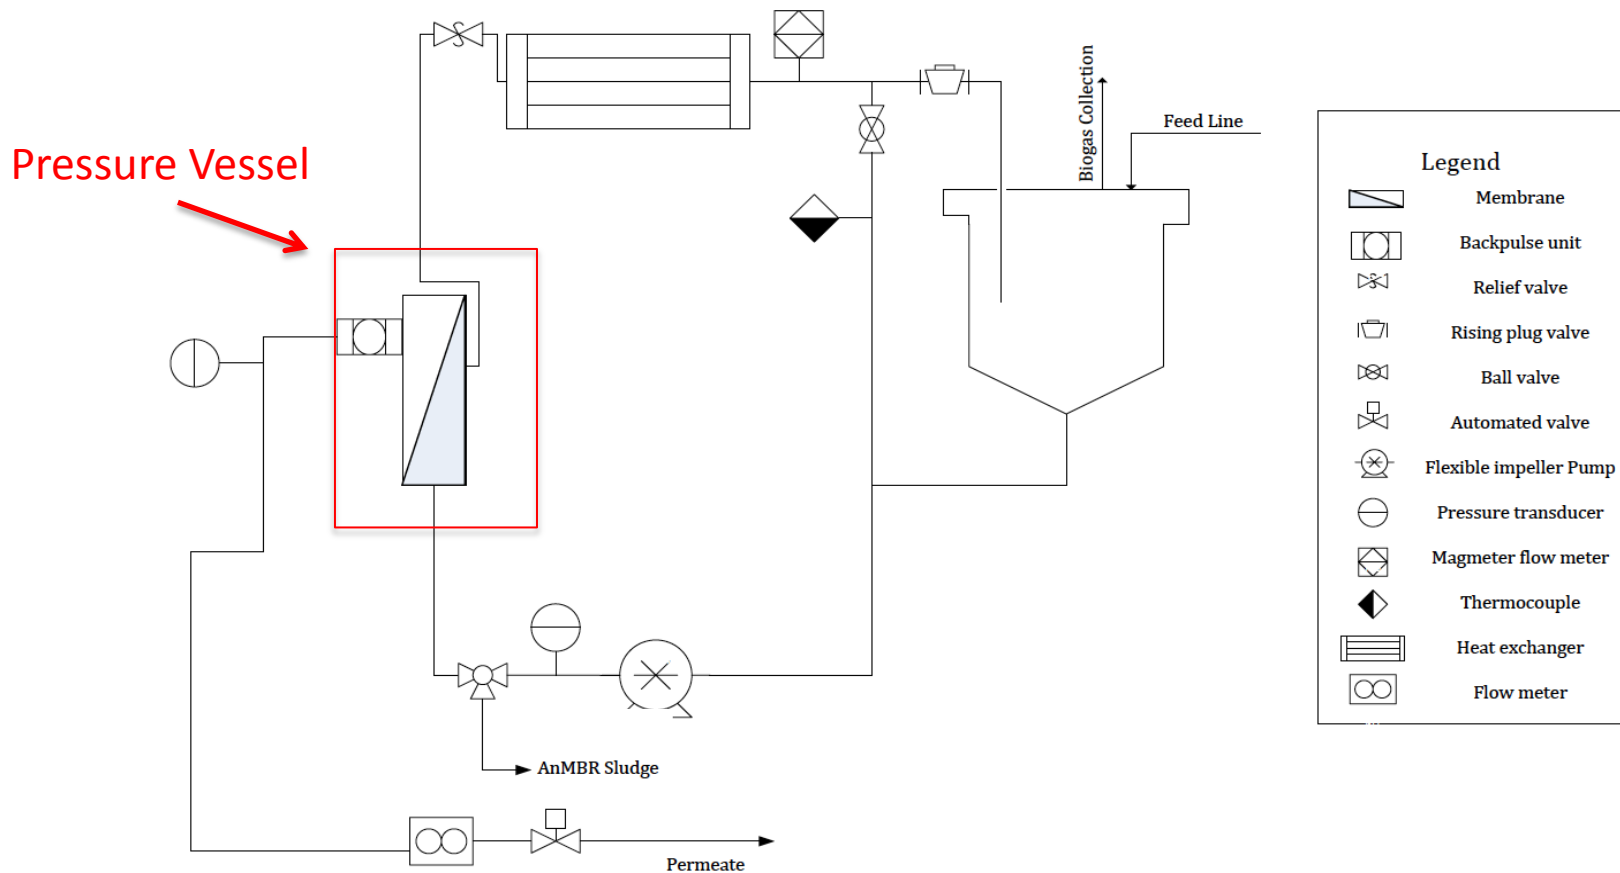 Biogas Collection
Feed Line
Pressure Vessel
AnMBR Sludge
Permeate
Legend
Membrane
Backpulse unit
Relief valve
Rising plug valve
Ball valve
Automated valve
Flexible impeller Pump
Pressure transducer
Magmeter flow meter
Thermocouple
Heat exchanger
Flow meter